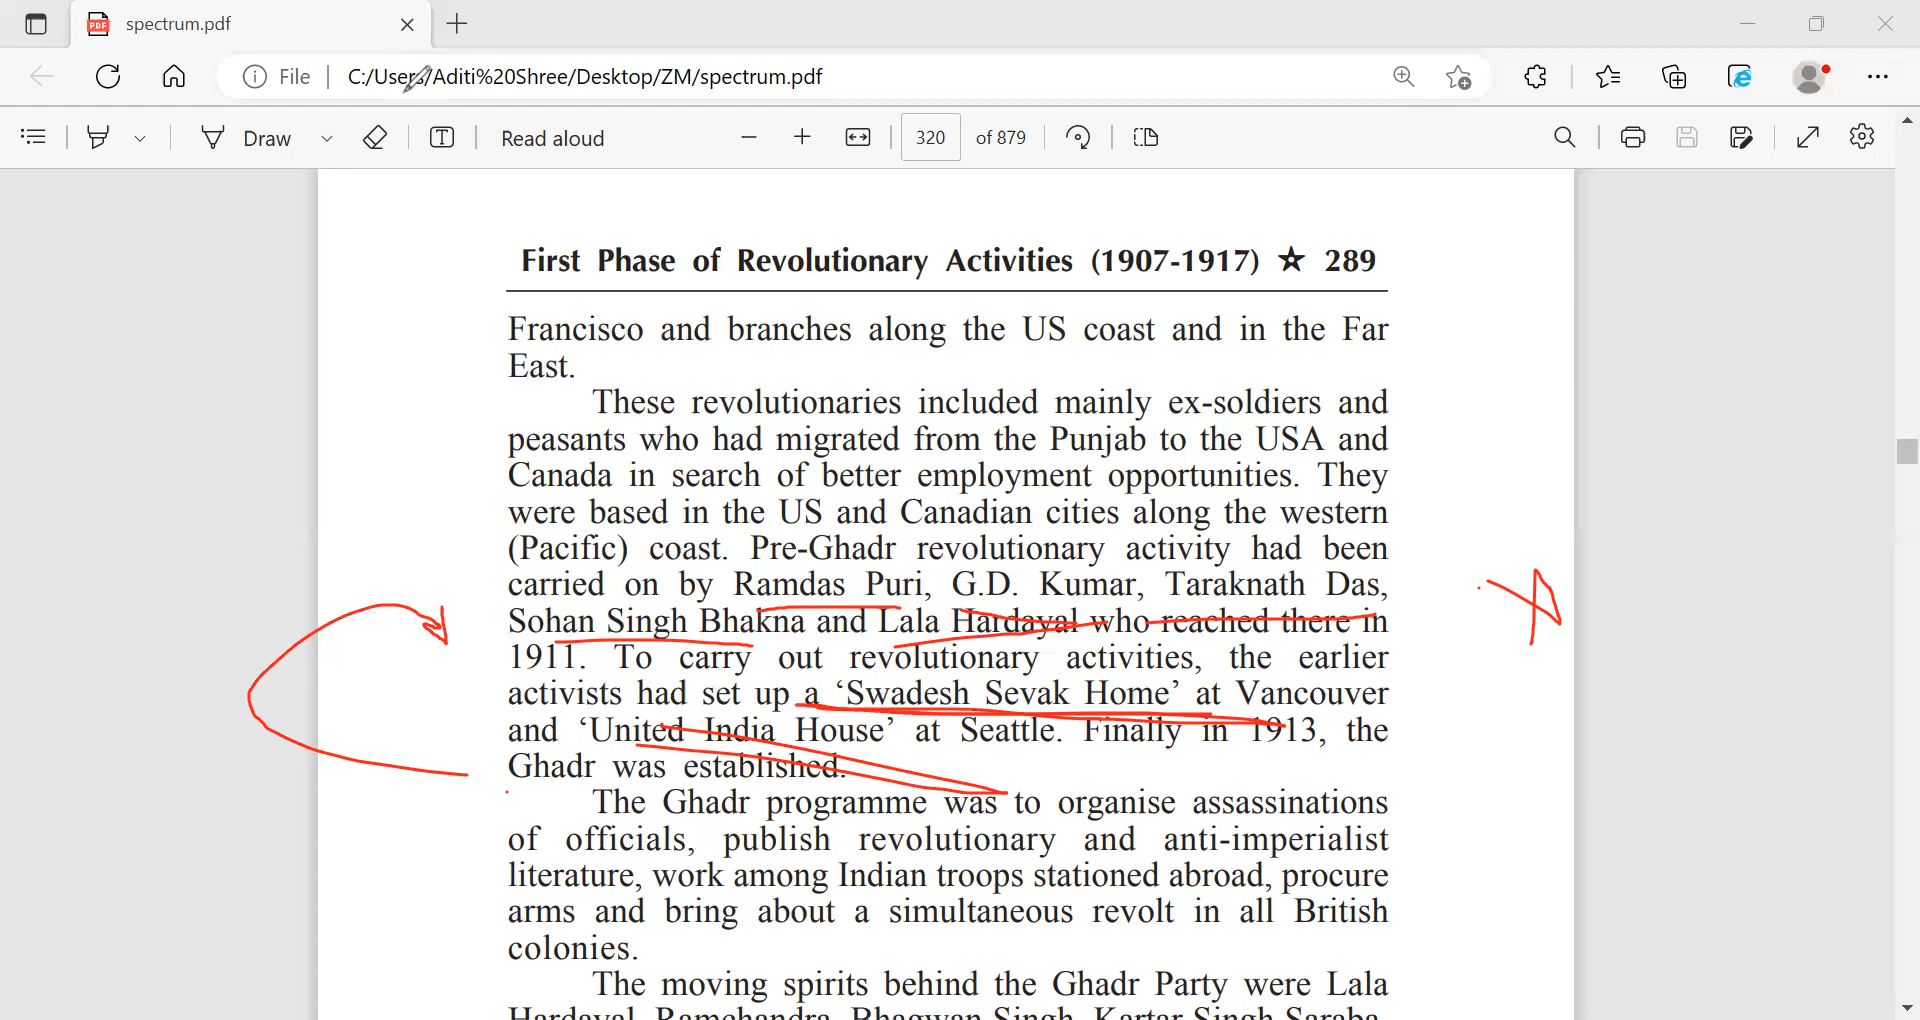 spectrum.pdf
File C:/Users/Aditi%20Shree/Desktop/ZM/spectrum.pdf
Draw Read aloud 320 of 879
First Phase of Revolutionary Activities (1907-1917) ★ 289
Francisco and branches along the US coast and in the Far
East.
These revolutionaries included mainly ex-soldiers and
peasants who had migrated from the Punjab to the USA and
Canada in search of better employment opportunities. They
were based in the US and Canadian cities along the western
(Pacific) coast. Pre-Ghadr revolutionary activity had been
carried on by Ramdas Puri, G.D. Kumar, Taraknath Das,
Sohan Singh Bhakna and Lala Hardayal who reached there in
1911. To carry out revolutionary activities, the earlier
activists had set up a ‘Swadesh Sevak Home’ at Vancouver
and ‘United India House’ at Seattle. Finally in 1913, the
Ghadr was established.
The Ghadr programme was to organise assassinations
of officials, publish revolutionary and anti-imperialist
literature, work among Indian troops stationed abroad, procure
arms and bring about a simultaneous revolt in all British
colonies.
The moving spirits behind the Ghadr Party were Lala
Hardayal, Ramchandra, Bhagwan Singh, Kartar Singh Saraba,